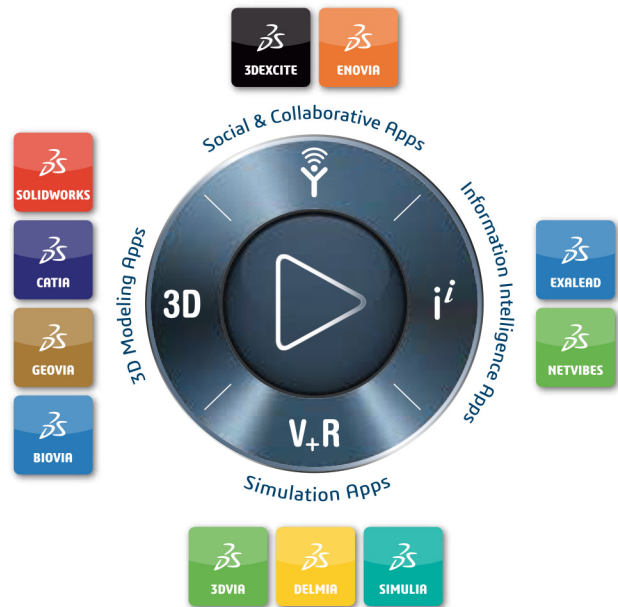 3DEXCITE
ENOVIA
Social & Collaborative Apps
SOLIDWORKS
CATIA
GEOVIA
BIOVIA
3D Modeling Apps
3D
iⁱ
Information Intelligence Apps
EXALEAD
NETVIBES
V+R
Simulation Apps
3DVIA
DELMIA
SIMULIA